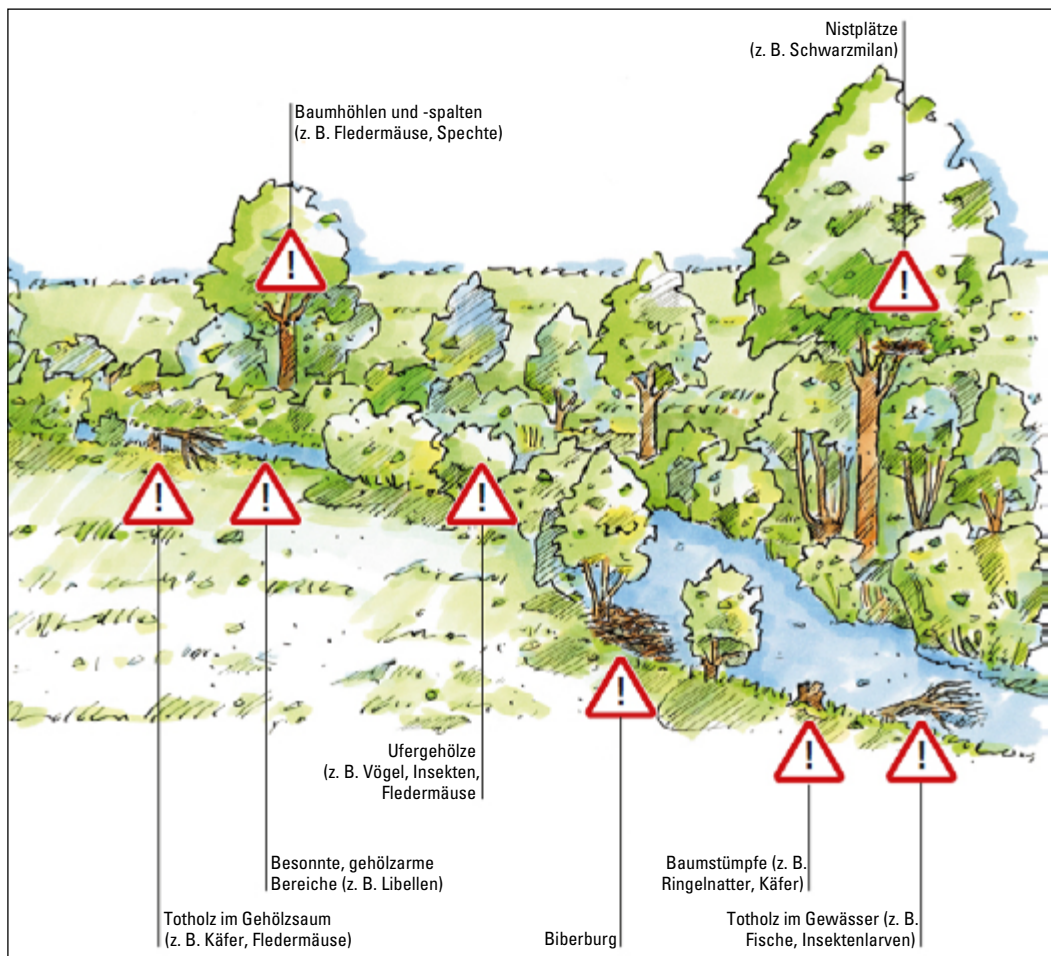 Nistplätze
(z. B. Schwarzmilan)
Baumhöhlen und -spalten
(z. B. Fledermäuse, Spechte)
!
!
!
!
!
!
!
!
Ufergehölze
(z. B. Vögel, Insekten,
Fledermäuse
Besonnte, gehölzarme
Bereiche (z. B. Libellen)
Baumstümpfe (z. B.
Ringelnatter, Käfer)
Totholz im Gehölzsaum
(z. B. Käfer, Fledermäuse)
Biberburg
Totholz im Gewässer (z. B.
Fische, Insektenlarven)